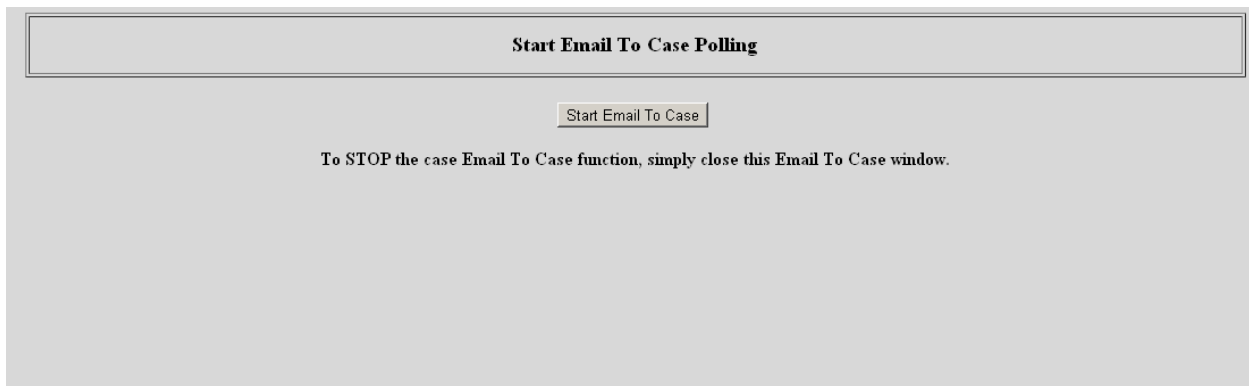 Start Email To Case Polling
Start Email To Case
To STOP the case Email To Case function, simply close this Email To Case window.